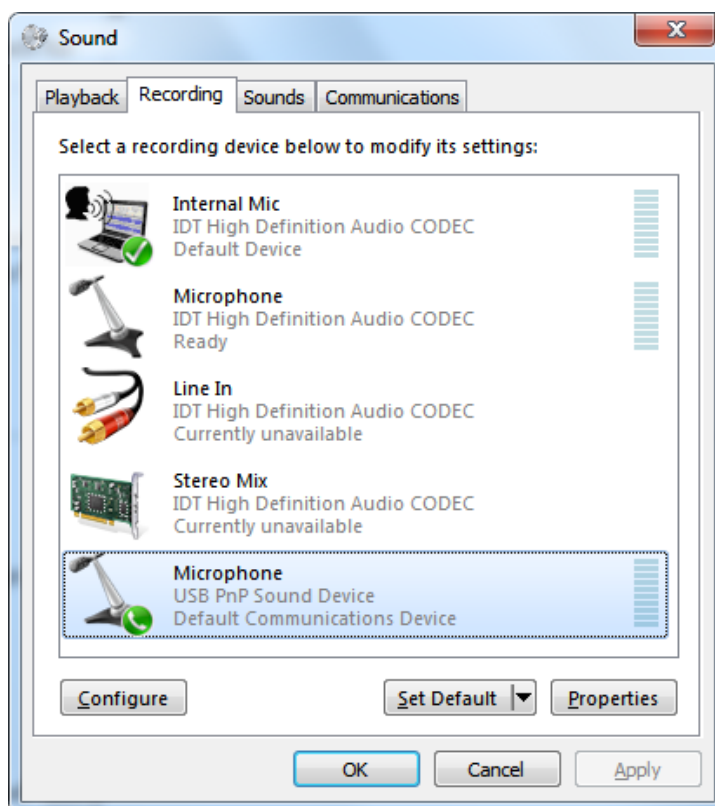 Sound
Playback Recording Sounds Communications
Select a recording device below to modify its settings:
Internal Mic
IDT High Definition Audio CODEC
Default Device
Microphone
IDT High Definition Audio CODEC
Ready
Line In
IDT High Definition Audio CODEC
Currently unavailable
Stereo Mix
IDT High Definition Audio CODEC
Currently unavailable
Microphone
USB PnP Sound Device
Default Communications Device
Configure Set Default Properties
OK Cancel Apply